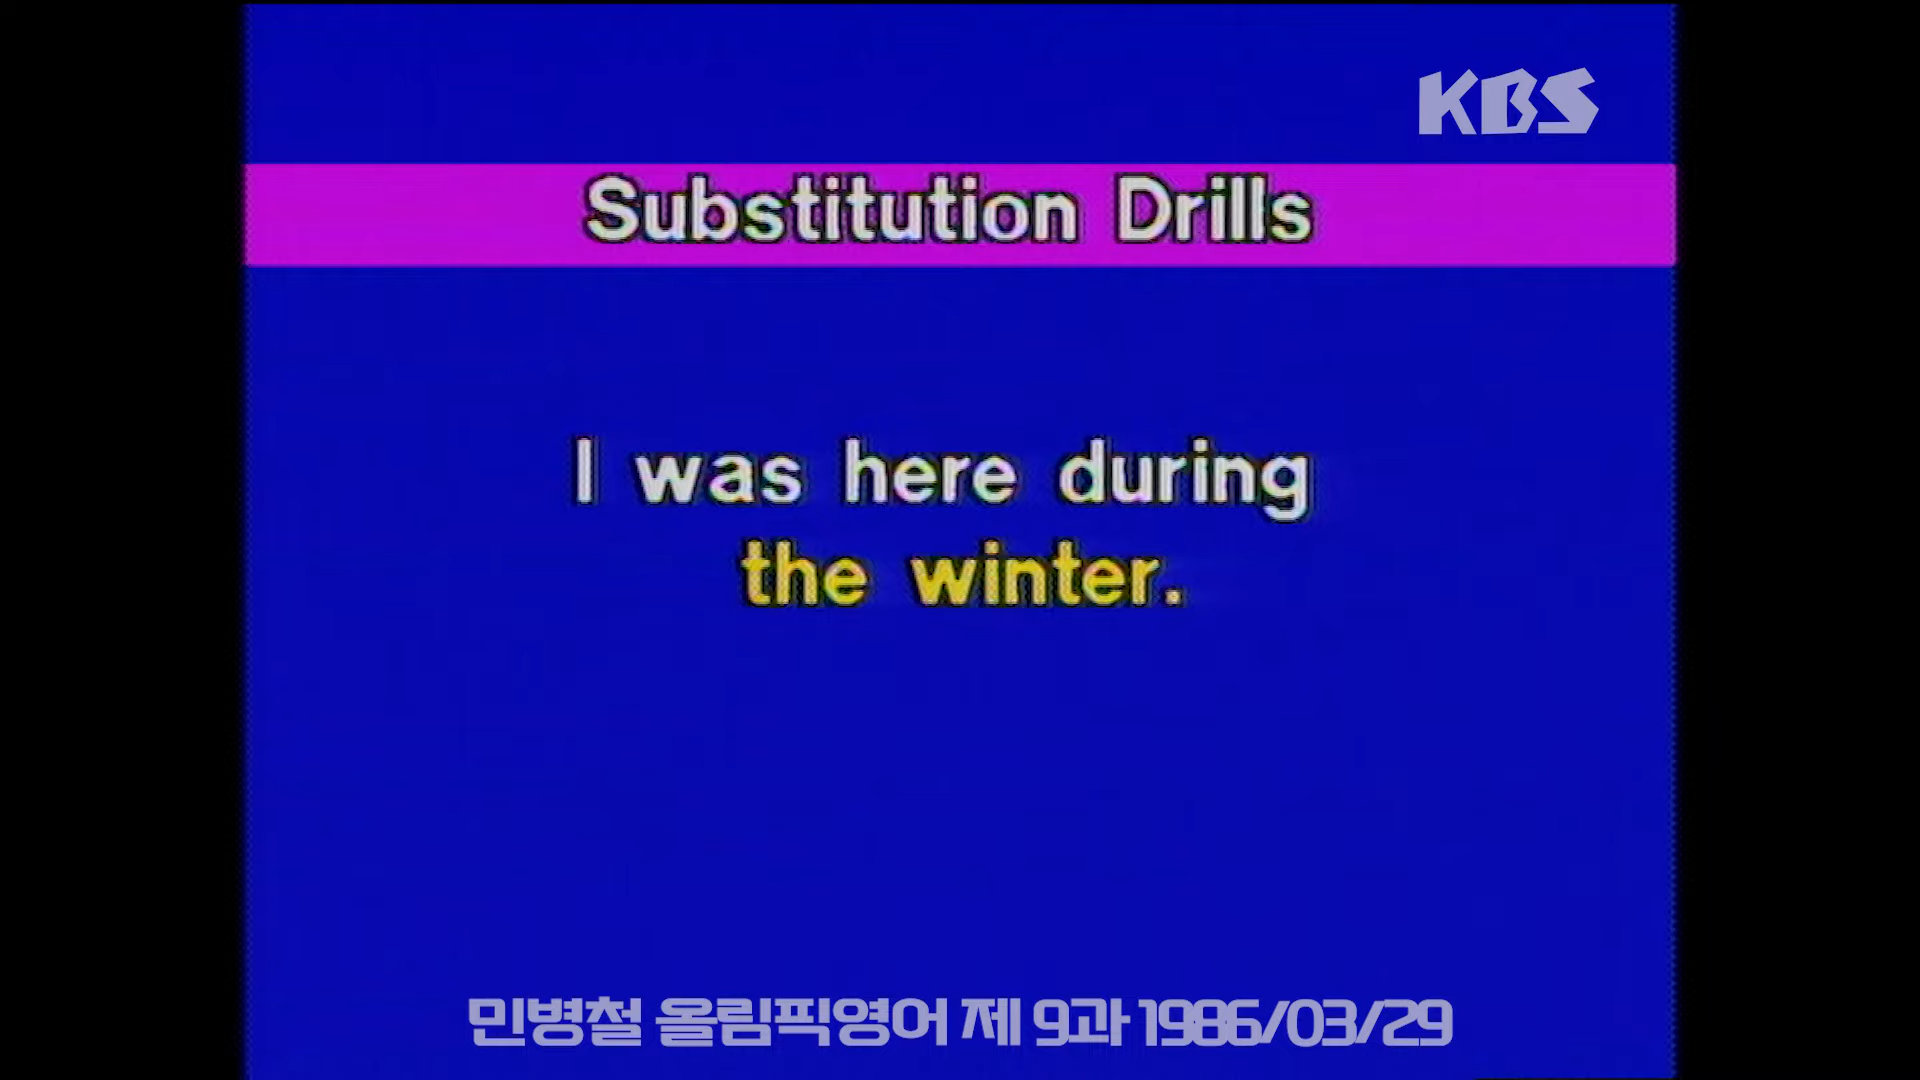 KBS
Substitution Drills
I was here during
the winter.
민병철 올림픽영어 제 9과 1986/03/29